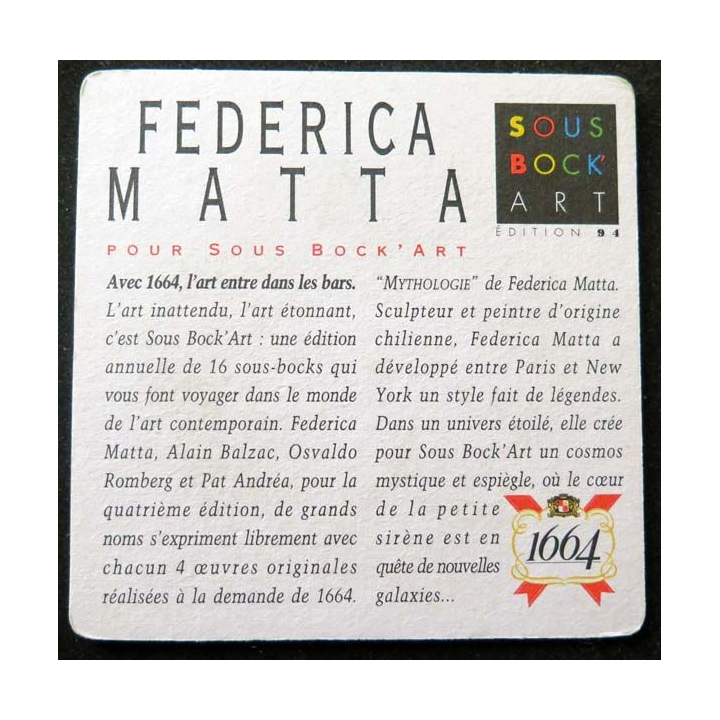 FEDERICA
MATTA
POUR SOUS BOCK'ART
SOUS
BOCK'
ART
ÉDITION 94
Avec 1664, l'art entre dans les bars.
L'art inattendu, l'art étonnant,
c'est Sous Bock'Art : une édition
annuelle de 16 sous-bocks qui
vous font voyager dans le monde
de l'art contemporain. Federica
Matta, Alain Balzac, Osvaldo
Romberg et Pat Andréa, pour la
quatrième édition, de grands
noms s'expriment librement avec
chacun 4 œuvres originales
réalisées à la demande de 1664.
"MYTHOLOGIE" de Federica Matta.
Sculpteur et peintre d'origine
chilienne, Federica Matta a
développé entre Paris et New
York un style fait de légendes.
Dans un univers étoilé, elle crée
pour Sous Bock'Art un cosmos
mystique et espiègle, où le cœur
de la petite
sirène est en
quête de nouvelles
galaxies...
1664